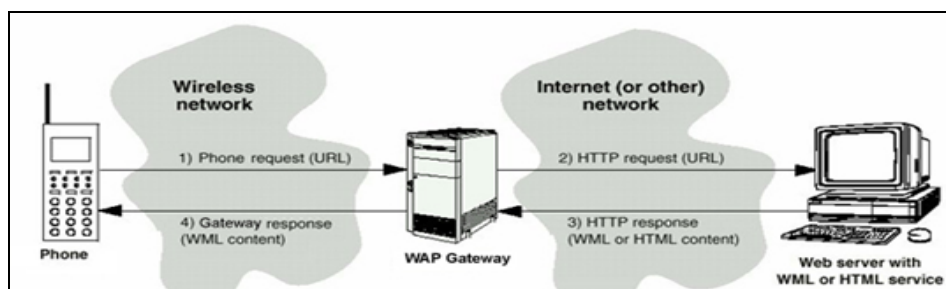 Wireless
network
Internet (or other)
network
1) Phone request (URL)
2) HTTP request (URL)
4) Gateway response
(WML content)
3) HTTP response
(WML or HTML content)
Phone
WAP Gateway
Web server with
WML or HTML service